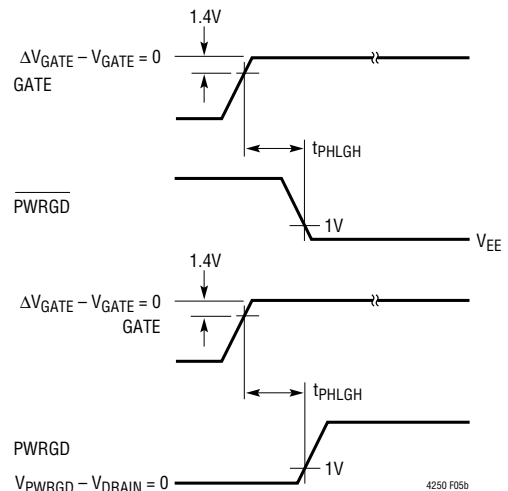 1.4V
ΔVGATE – VGATE = 0
GATE
tPHLGH
PWRGD
1V
VEE
1.4V
ΔVGATE – VGATE = 0
GATE
tPHLGH
PWRGD
1V
VPWRGD – VDRAIN = 0
4250 F05b